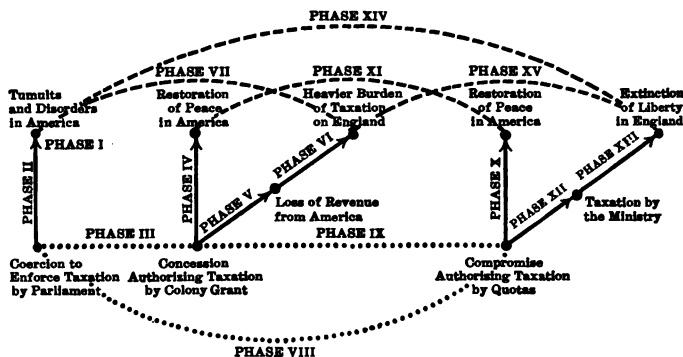 PHASE XIV
PHASE VII
PHASE XI
PHASE XV
Tumults
and Disorders
in America
Restoration
of Peace
in America
Heavier Burden
of Taxation
on England
Restoration
of Peace
in America
Extinction
of Liberty
in England
PHASE I
PHASE II
PHASE IV
PHASE V
PHASE VI
Loss of Revenue
from America
PHASE X
PHASE XII
PHASE XIII
Taxation by
the Ministry
PHASE III
PHASE IX
Coercion to
Enforce Taxation
by Parliament
Concession
Authorizing Taxation
by Colony Grant
Compromise
Authorizing Taxation
by Quotas
PHASE VIII